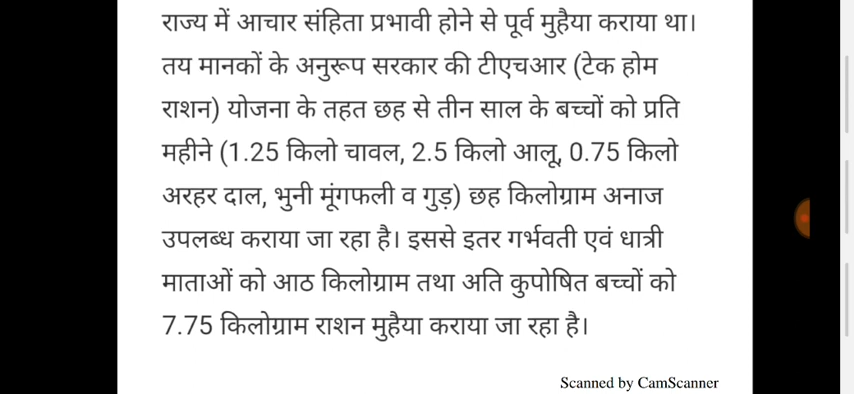 राज्य में आचार संहिता प्रभावी होने से पूर्व मुहैया कराया था।
तय मानकों के अनुरूप सरकार की टीएचआर (टेक होम
राशन) योजना के तहत छह से तीन साल के बच्चों को प्रति
महीने (1.25 किलो चावल, 2.5 किलो आलू, 0.75 किलो
अरहर दाल, भुनी मूंगफली व गुड़) छह किलोग्राम अनाज
उपलब्ध कराया जा रहा है। इससे इतर गर्भवती एवं धात्री
माताओं को आठ किलोग्राम तथा अति कुपोषित बच्चों को
7.75 किलोग्राम राशन मुहैया कराया जा रहा है।
Scanned by CamScanner